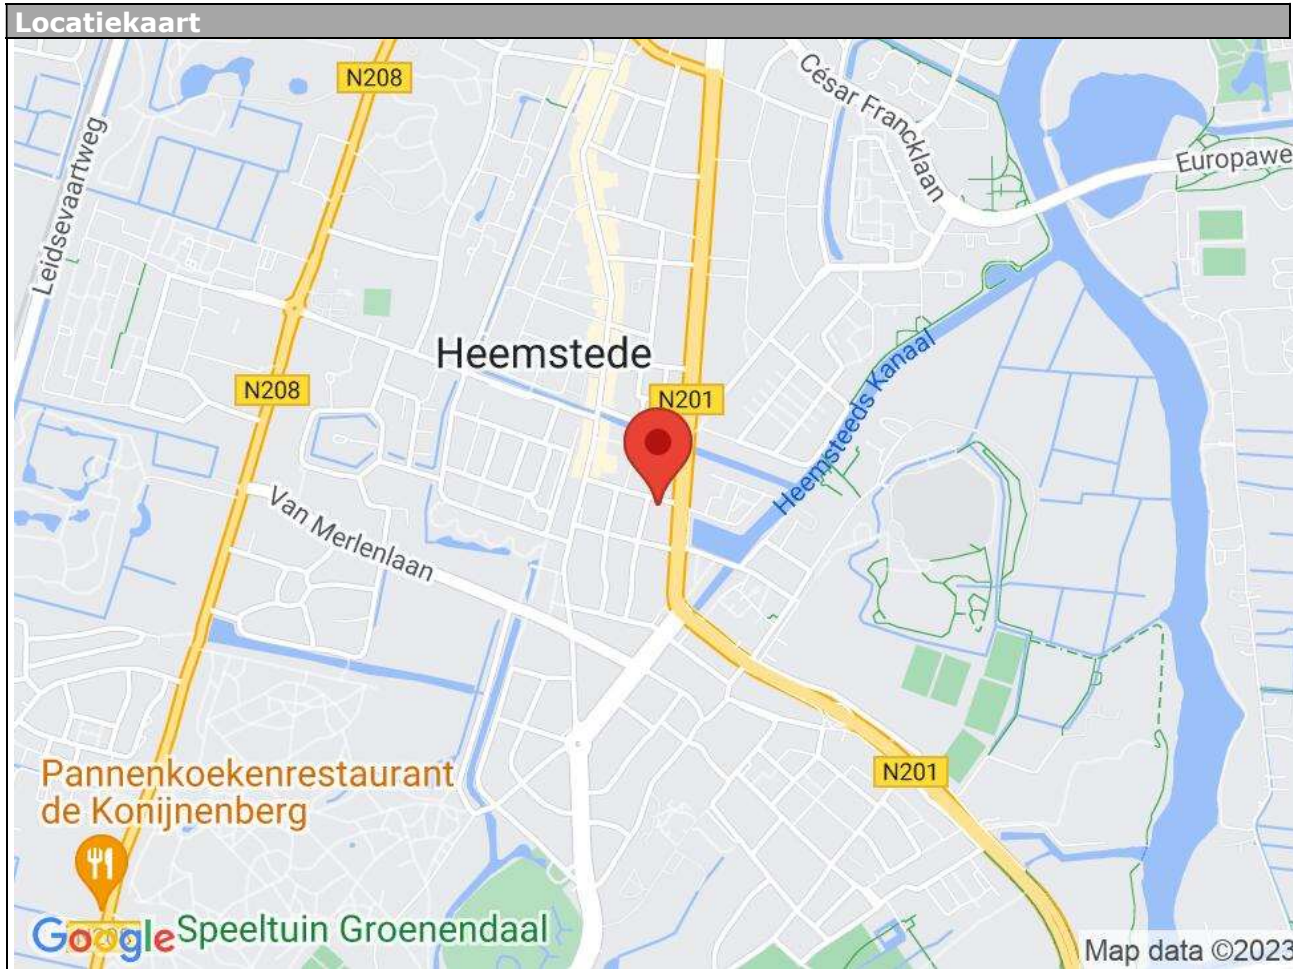 Locatiekaart
N208
César Francklaan
Europawe
Leidsevaartweg
Heemstede
N208
N201
Heemsteeds Kanaal
Van Merlenlaan
N201
Pannenkoekenrestaurant
de Konijnenberg
Google
Speeltuin Groenendaal
Map data ©2023